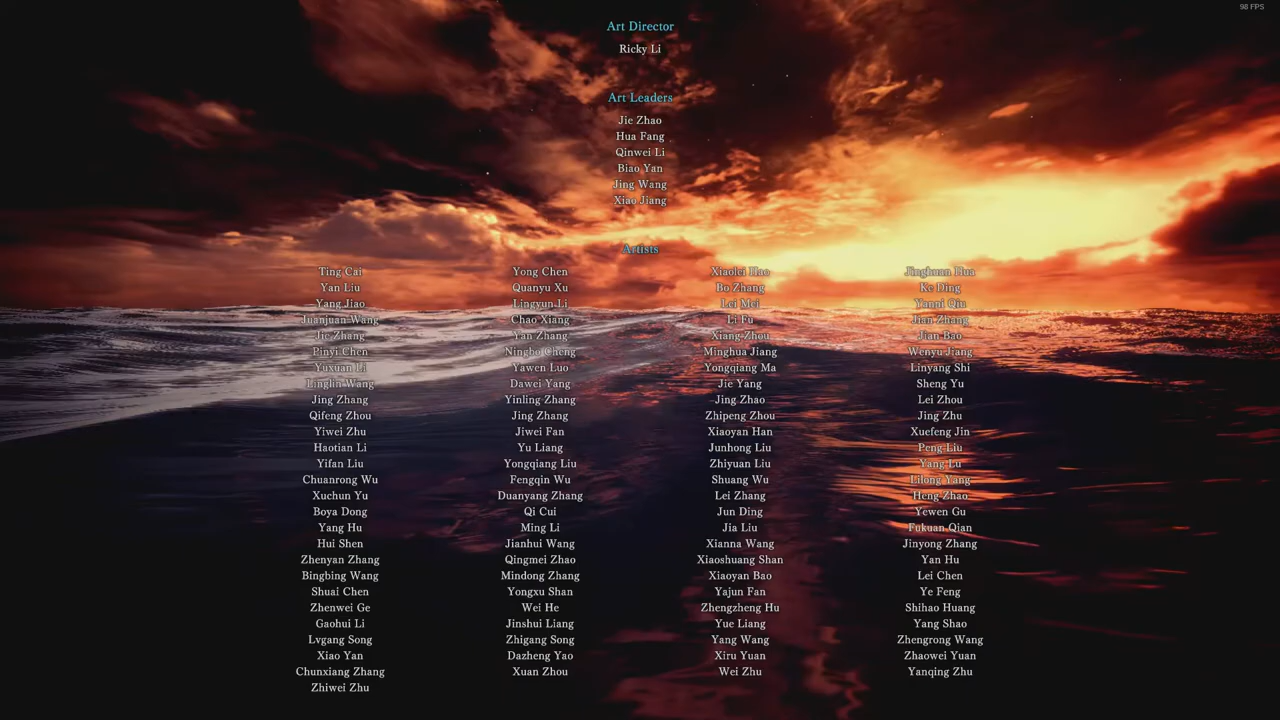 98 FPS
Art Director
Ricky Li
Art Leaders
Jie Zhao
Hua Fang
Qinwei Li
Biao Yan
Jing Wang
Xiao Jiang
Artists
Ting Cai Yong Chen Xiaolei Hao Jinghuan Hua
Yan Liu Quanyu Xu Bo Zhang Ke Ding
Yang Jiao Lingyun Li Lei Mei Yanni Qiu
Juanjuan Wang Chao Xiang Li Fu Jian Zhang
Jie Zhang Yan Zhang Xiang Zhou Jian Bao
Pinyi Chen Ningbo Cheng Minghua Jiang Wenyu Jiang
Yuxuan Li Yawen Luo Yongqiang Ma Linyang Shi
Linglin Wang Dawei Yang Jie Yang Sheng Yu
Jing Zhang Yinling Zhang Jing Zhao Lei Zhou
Qifeng Zhou Jing Zhang Zhipeng Zhou Jing Zhu
Yiwei Zhu Jiwei Fan Xiaoyan Han Xuefeng Jin
Haotian Li Yu Liang Junhong Liu Peng Liu
Yifan Liu Yongqiang Liu Zhiyuan Liu Yang Lu
Chuanrong Wu Fengqin Wu Shuang Wu Lilong Yang
Xuchun Yu Duanyang Zhang Lei Zhang Heng Zhao
Boya Dong Qi Cui Jun Ding Yewen Gu
Yang Hu Ming Li Jia Liu Fukuan Qian
Hui Shen Jianhui Wang Xianna Wang Jinyong Zhang
Zhenyan Zhang Qingmei Zhao Xiaoshuang Shan Yan Hu
Bingbing Wang Mindong Zhang Xiaoyan Bao Lei Chen
Shuai Chen Yongxu Shan Yajun Fan Ye Feng
Zhenwei Ge Wei He Zhengzheng Hu Shihao Huang
Gaohui Li Jinshui Liang Yue Liang Yang Shao
Lvgang Song Zhigang Song Yang Wang Zhengrong Wang
Xiao Yan Dazheng Yao Xiru Yuan Zhaowei Yuan
Chunxiang Zhang Xuan Zhou Wei Zhu Yanqing Zhu
Zhiwei Zhu